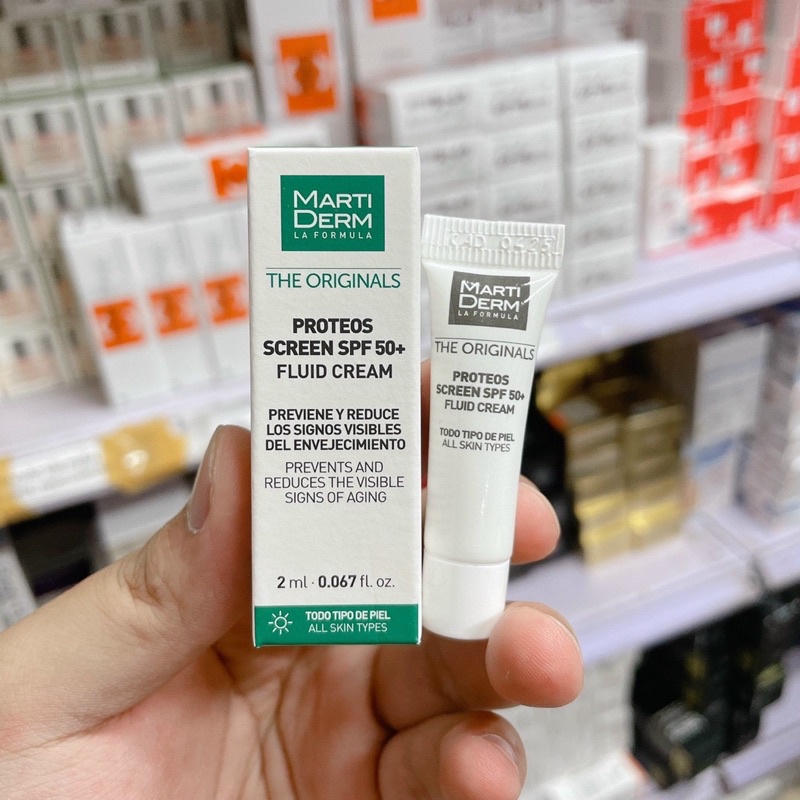 MARTI
DERM
LA FORMULA
THE ORIGINALS
PROTEOS
SCREEN SPF 50+
FLUID CREAM
PREVIENE Y REDUCE
LOS SIGNOS VISIBLES
DEL ENVEJECIMIENTO
PREVENTS AND
REDUCES THE VISIBLE
SIGNS OF AGING
2 ml · 0.067 fl. oz.
TODO TIPO DE PIEL
ALL SKIN TYPES
CAD 0425
MARTI
DERM
LA FORMULA
THE ORIGINALS
PROTEOS
SCREEN SPF 50+
FLUID CREAM
TODO TIPO DE PIEL
ALL SKIN TYPES